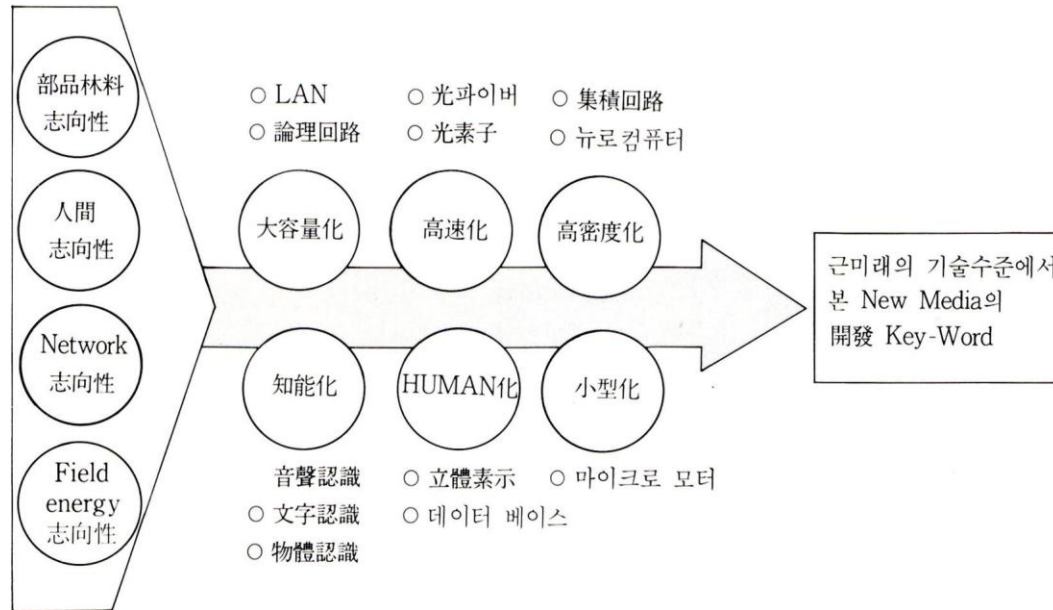 部品林料
志向性
人間
志向性
Network
志向性
Field
energy
志向性
○ LAN
○ 論理回路
○ 光파이버
○ 光素子
○ 集積回路
○ 뉴로컴퓨터
大容量化
高速化
高密度化
知能化
HUMAN化
小型化
音聲認識
○ 文字認識
○ 物體認識
○ 立體素示
○ 데이터 베이스
○ 마이크로 모터
근미래의 기술수준에서
본 New Media의
開發 Key-Word